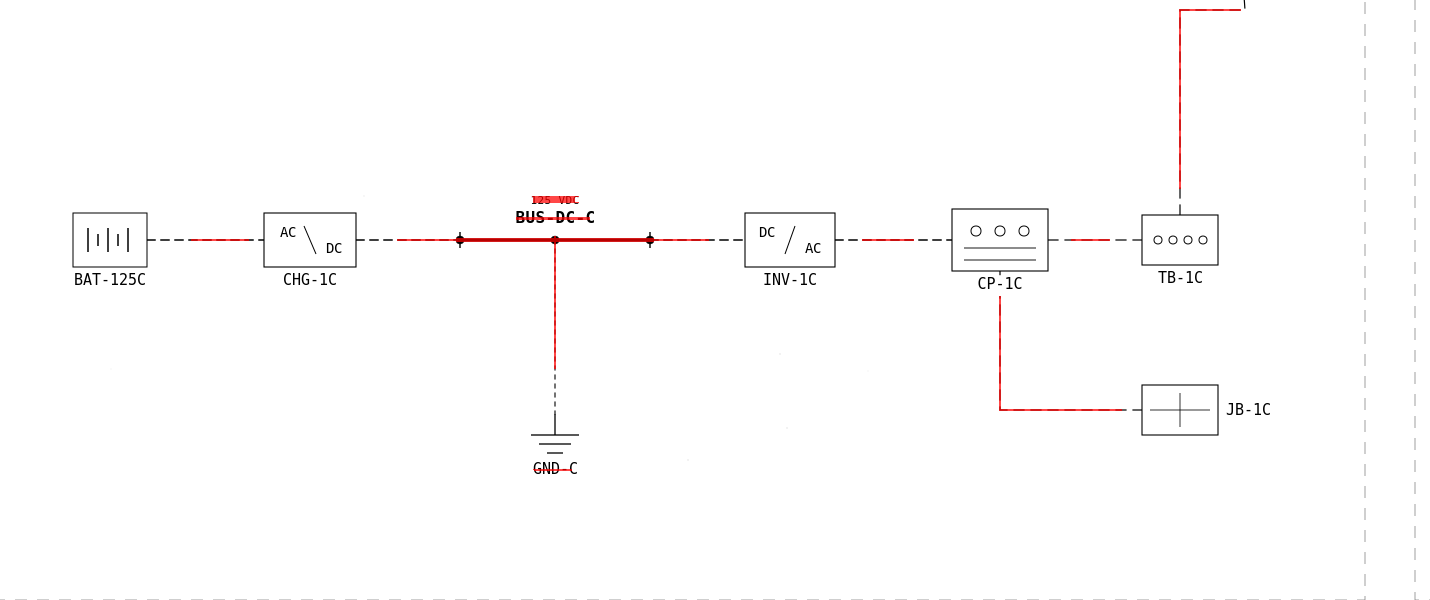 125 VDC
BUS-DC-C
AC
DC
DC
AC
BAT-125C
CHG-1C
INV-1C
CP-1C
TB-1C
JB-1C
GND-C